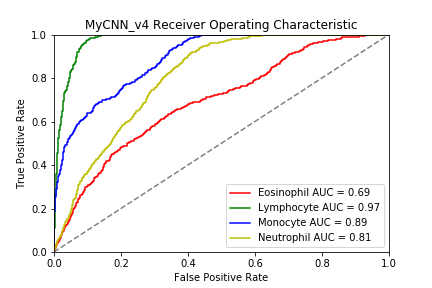 MyCNN_v4 Receiver Operating Characteristic
True Positive Rate
1.0
0.8
0.6
0.4
0.2
0.0
Eosinophil AUC = 0.69
Lymphocyte AUC = 0.97
Monocyte AUC = 0.89
Neutrophil AUC = 0.81
0.0 0.2 0.4 0.6 0.8 1.0
False Positive Rate